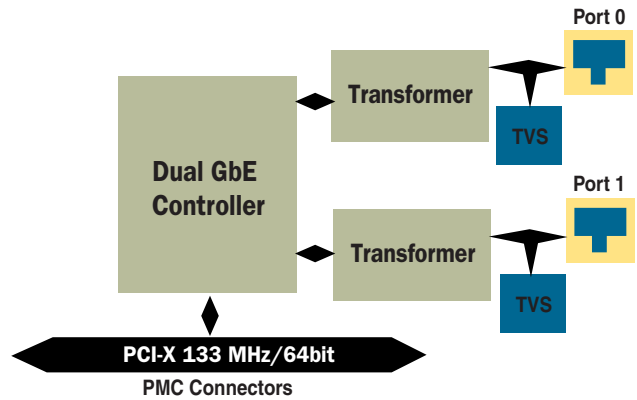 Port 0
Transformer
TVS
Dual GbE
Controller
Port 1
Transformer
TVS
PCI-X 133 MHz/64bit
PMC Connectors